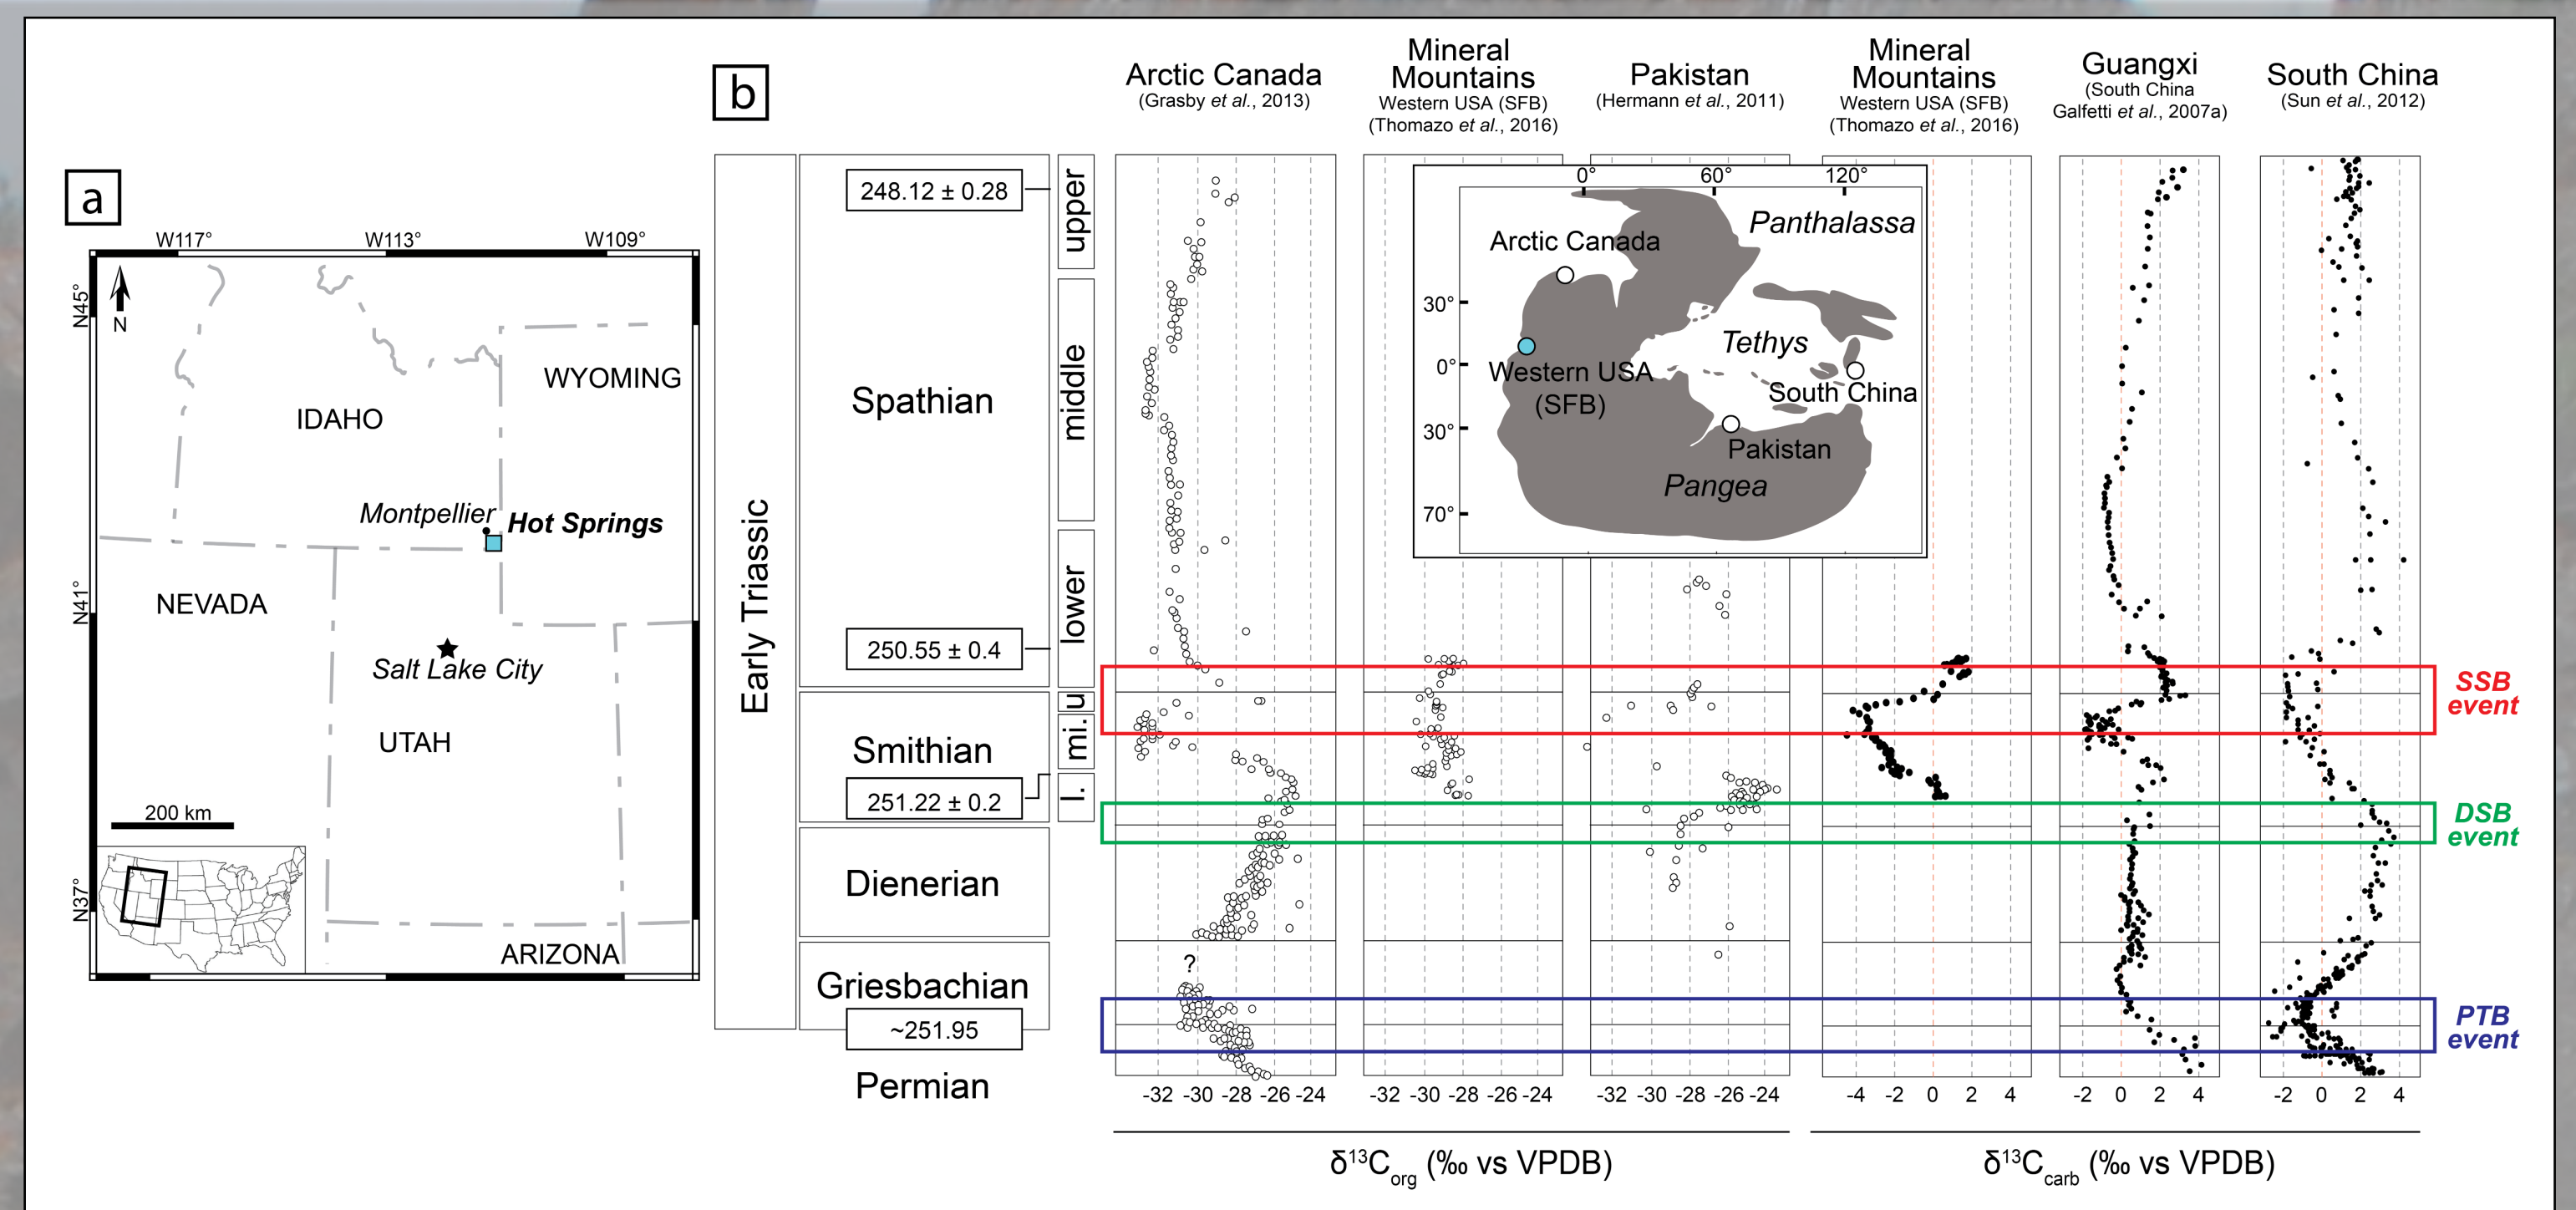 a
W117° W113° W109°
N45°
N41°
N37°
N
WYOMING
IDAHO
Montpellier
Hot Springs
NEVADA
Salt Lake City
UTAH
200 km
ARIZONA
b
Arctic Canada
(Grasby et al., 2013)
Mineral
Mountains
Western USA (SFB)
(Thomazo et al., 2016)
Pakistan
(Hermann et al., 2011)
Mineral
Mountains
Western USA (SFB)
(Thomazo et al., 2016)
Guangxi
(South China
Galfetti et al., 2007a)
South China
(Sun et al., 2012)
Early Triassic
248.12 ± 0.28
Spathian
250.55 ± 0.4
Smithian
251.22 ± 0.2
Dienerian
Griesbachian
~251.95
Permian
upper
middle
lower
u
mi.
l.
?
0° 60° 120°
30°
0°
30°
70°
Panthalassa
Arctic Canada
Tethys
Western USA
(SFB)
South China
Pakistan
Pangea
SSB
event
DSB
event
PTB
event
-32 -30 -28 -26 -24
-32 -30 -28 -26 -24
-32 -30 -28 -26 -24
-4 -2 0 2 4
-2 0 2 4
-2 0 2 4
δ¹³Corg (‰ vs VPDB)
δ¹³Ccarb (‰ vs VPDB)